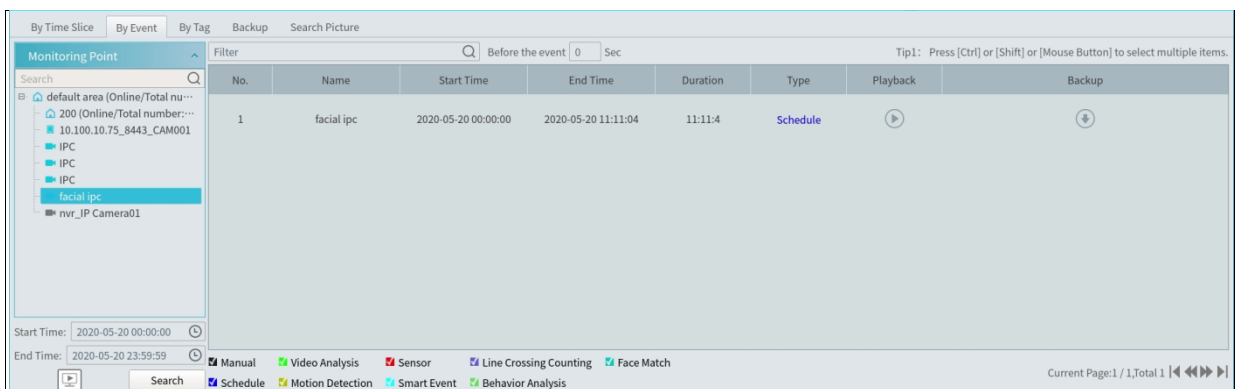 By Time Slice By Event By Tag Backup Search Picture
Monitoring Point
Filter Before the event 0 Sec Tip1: Press [Ctrl] or [Shift] or [Mouse Button] to select multiple items.
Search
No. Name Start Time End Time Duration Type Playback Backup
default area (Online/Total nu···
200 (Online/Total number:···
10.100.10.75_8443_CAM001
IPC
IPC
IPC
facial ipc
nvr_IP Camera01
1 facial ipc 2020-05-20 00:00:00 2020-05-20 11:11:04 11:11:4 Schedule
Start Time: 2020-05-20 00:00:00
End Time: 2020-05-20 23:59:59
Search
Manual Video Analysis Sensor Line Crossing Counting Face Match
Schedule Motion Detection Smart Event Behavior Analysis
Current Page:1 / 1,Total 1